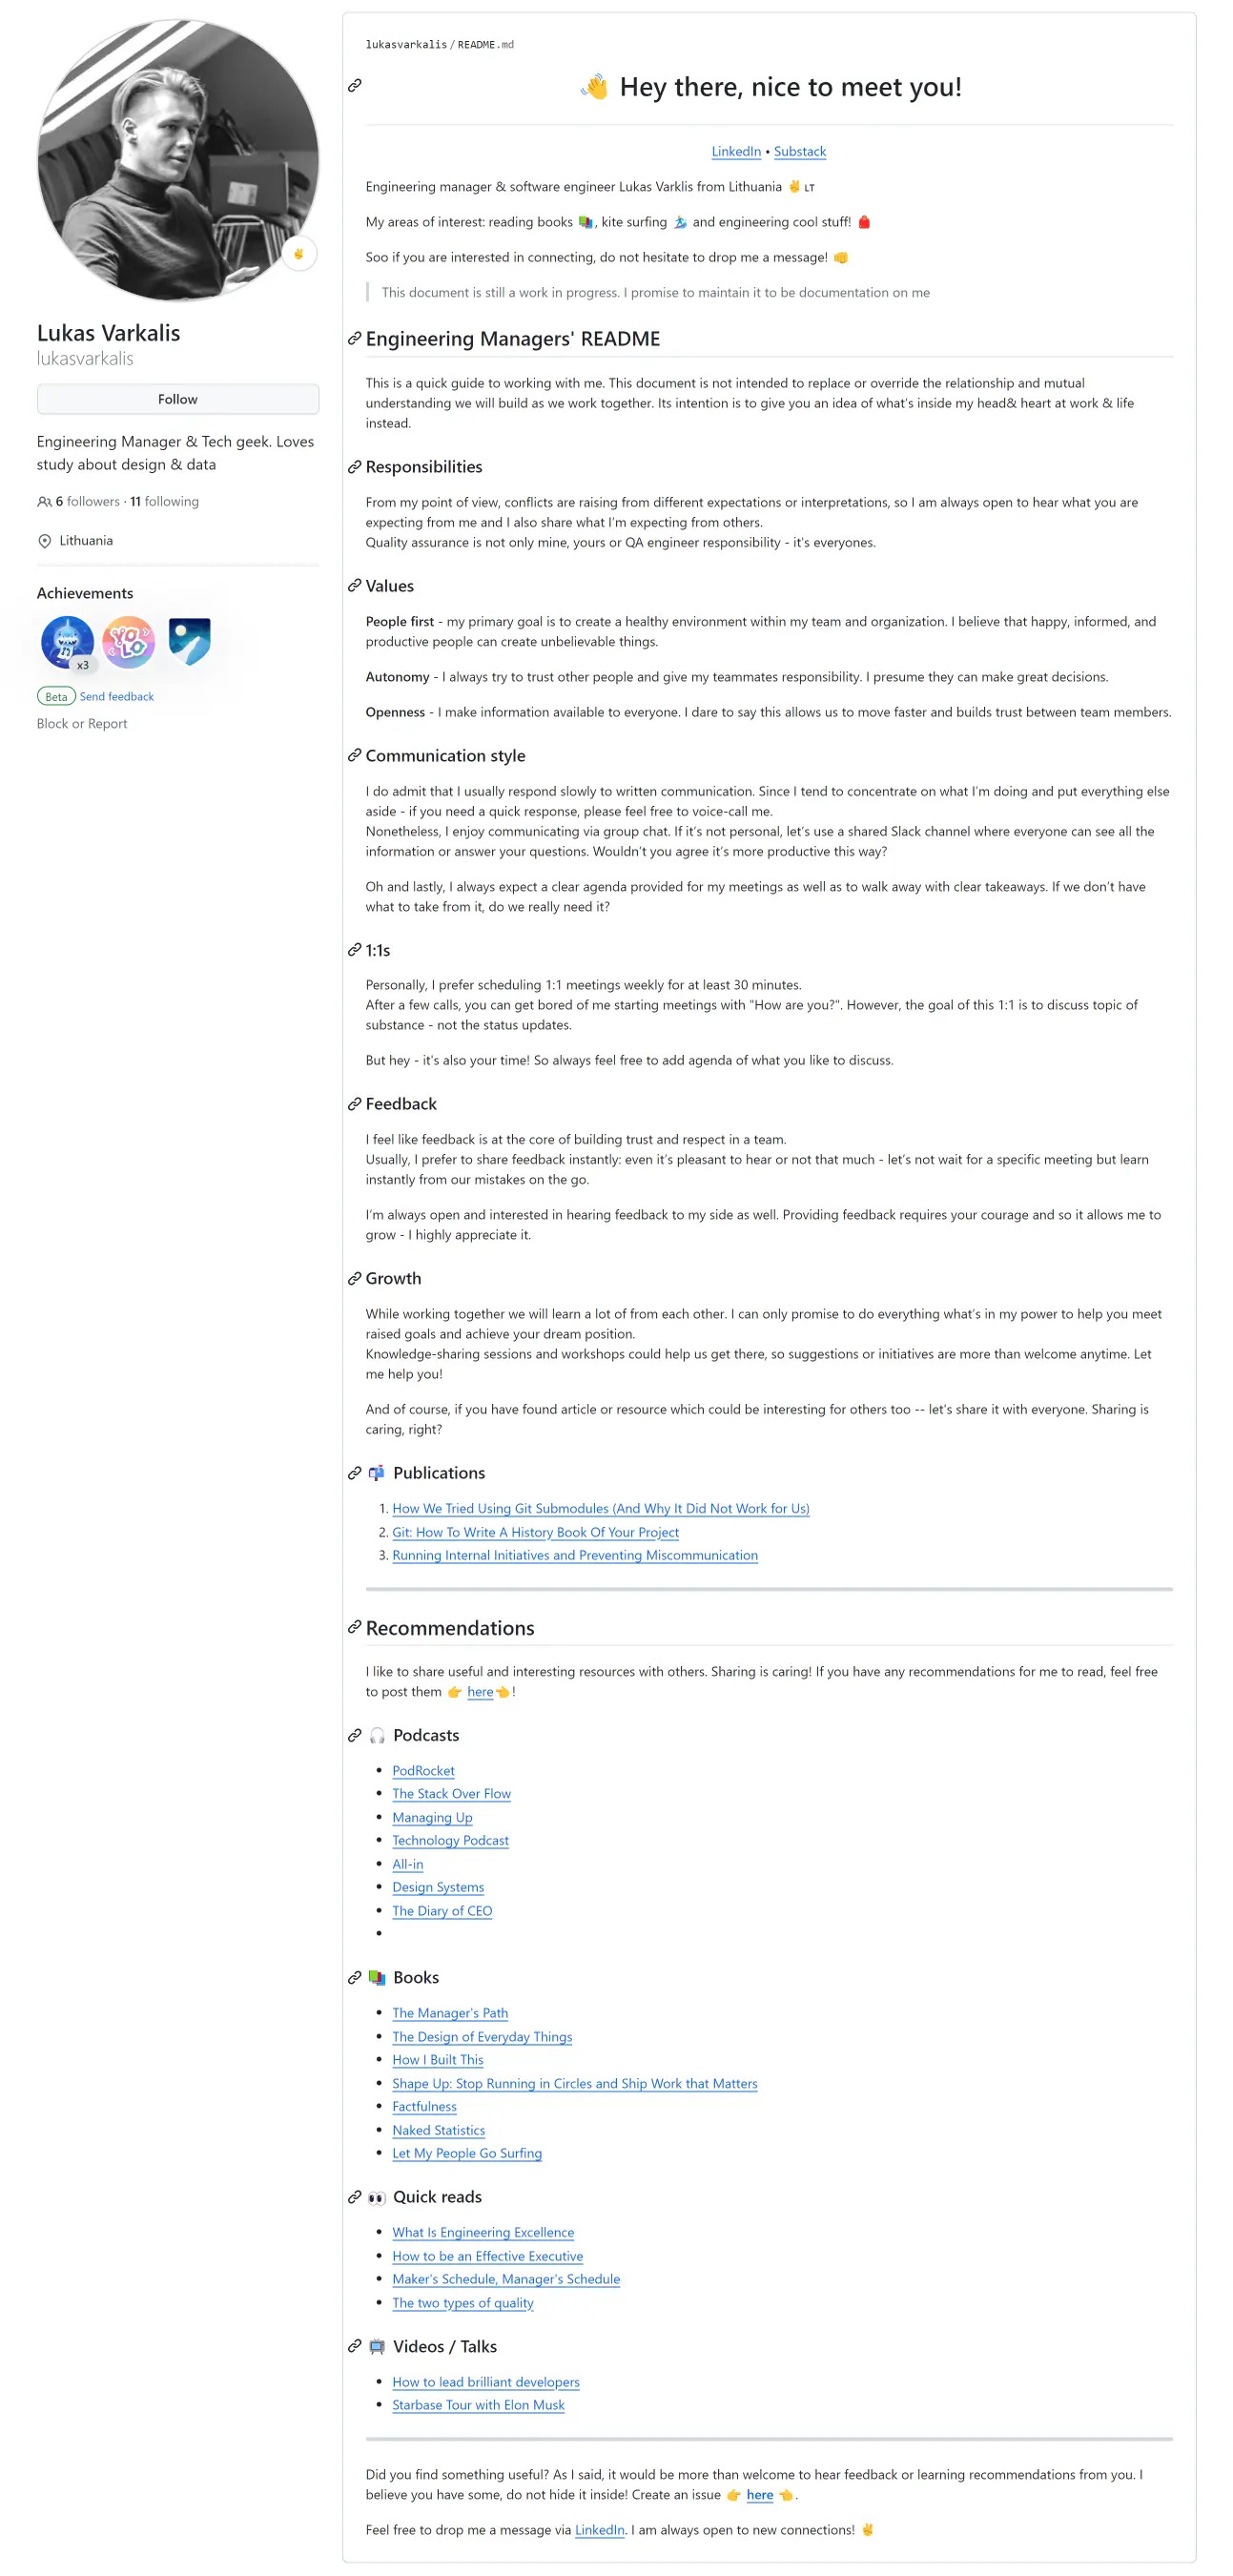 Lukas Varkalis
lukasvarkalis
Follow
Engineering Manager & Tech geek. Loves
study about design & data
6 followers · 11 following
Lithuania
Achievements
YOLO
x3
Beta Send feedback
Block or Report
lukasvarkalis / README.md
👋 Hey there, nice to meet you!
LinkedIn • Substack
Engineering manager & software engineer Lukas Varklis from Lithuania ✌️ LT
My areas of interest: reading books 📚, kite surfing 🏄 and engineering cool stuff! 🎒
Soo if you are interested in connecting, do not hesitate to drop me a message! 👊
This document is still a work in progress. I promise to maintain it to be documentation on me
Engineering Managers' README
This is a quick guide to working with me. This document is not intended to replace or override the relationship and mutual
understanding we will build as we work together. Its intention is to give you an idea of what's inside my head& heart at work & life
instead.
Responsibilities
From my point of view, conflicts are raising from different expectations or interpretations, so I am always open to hear what you are
expecting from me and I also share what I'm expecting from others.
Quality assurance is not only mine, yours or QA engineer responsibility - it's everyones.
Values
People first - my primary goal is to create a healthy environment within my team and organization. I believe that happy, informed, and
productive people can create unbelievable things.
Autonomy - I always try to trust other people and give my teammates responsibility. I presume they can make great decisions.
Openness - I make information available to everyone. I dare to say this allows us to move faster and builds trust between team members.
Communication style
I do admit that I usually respond slowly to written communication. Since I tend to concentrate on what I'm doing and put everything else
aside - if you need a quick response, please feel free to voice-call me.
Nonetheless, I enjoy communicating via group chat. If it's not personal, let's use a shared Slack channel where everyone can see all the
information or answer your questions. Wouldn't you agree it's more productive this way?
Oh and lastly, I always expect a clear agenda provided for my meetings as well as to walk away with clear takeaways. If we don't have
what to take from it, do we really need it?
1:1s
Personally, I prefer scheduling 1:1 meetings weekly for at least 30 minutes.
After a few calls, you can get bored of me starting meetings with "How are you?". However, the goal of this 1:1 is to discuss topic of
substance - not the status updates.
But hey - it's also your time! So always feel free to add agenda of what you like to discuss.
Feedback
I feel like feedback is at the core of building trust and respect in a team.
Usually, I prefer to share feedback instantly: even it's pleasant to hear or not that much - let's not wait for a specific meeting but learn
instantly from our mistakes on the go.
I'm always open and interested in hearing feedback to my side as well. Providing feedback requires your courage and so it allows me to
grow - I highly appreciate it.
Growth
While working together we will learn a lot of from each other. I can only promise to do everything what's in my power to help you meet
raised goals and achieve your dream position.
Knowledge-sharing sessions and workshops could help us get there, so suggestions or initiatives are more than welcome anytime. Let
me help you!
And of course, if you have found article or resource which could be interesting for others too -- let's share it with everyone. Sharing is
caring, right?
📬 Publications
1. How We Tried Using Git Submodules (And Why It Did Not Work for Us)
2. Git: How To Write A History Book Of Your Project
3. Running Internal Initiatives and Preventing Miscommunication
Recommendations
I like to share useful and interesting resources with others. Sharing is caring! If you have any recommendations for me to read, feel free
to post them 👉 here👈!
🎧 Podcasts
• PodRocket
• The Stack Over Flow
• Managing Up
• Technology Podcast
• All-in
• Design Systems
• The Diary of CEO
•
📚 Books
• The Manager's Path
• The Design of Everyday Things
• How I Built This
• Shape Up: Stop Running in Circles and Ship Work that Matters
• Factfulness
• Naked Statistics
• Let My People Go Surfing
👀 Quick reads
• What Is Engineering Excellence
• How to be an Effective Executive
• Maker's Schedule, Manager's Schedule
• The two types of quality
📺 Videos / Talks
• How to lead brilliant developers
• Starbase Tour with Elon Musk
Did you find something useful? As I said, it would be more than welcome to hear feedback or learning recommendations from you. I
believe you have some, do not hide it inside! Create an issue 👉 here 👈.
Feel free to drop me a message via LinkedIn. I am always open to new connections! ✌️